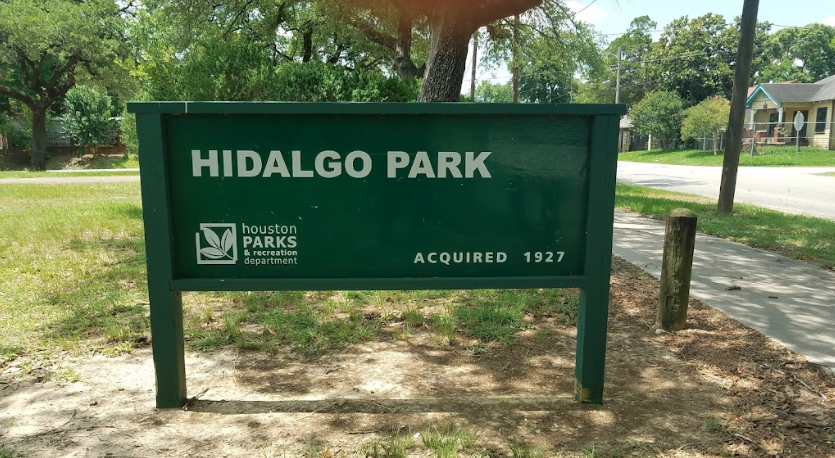 HIDALGO PARK
houston
PARKS
& recreation
department
ACQUIRED 1927